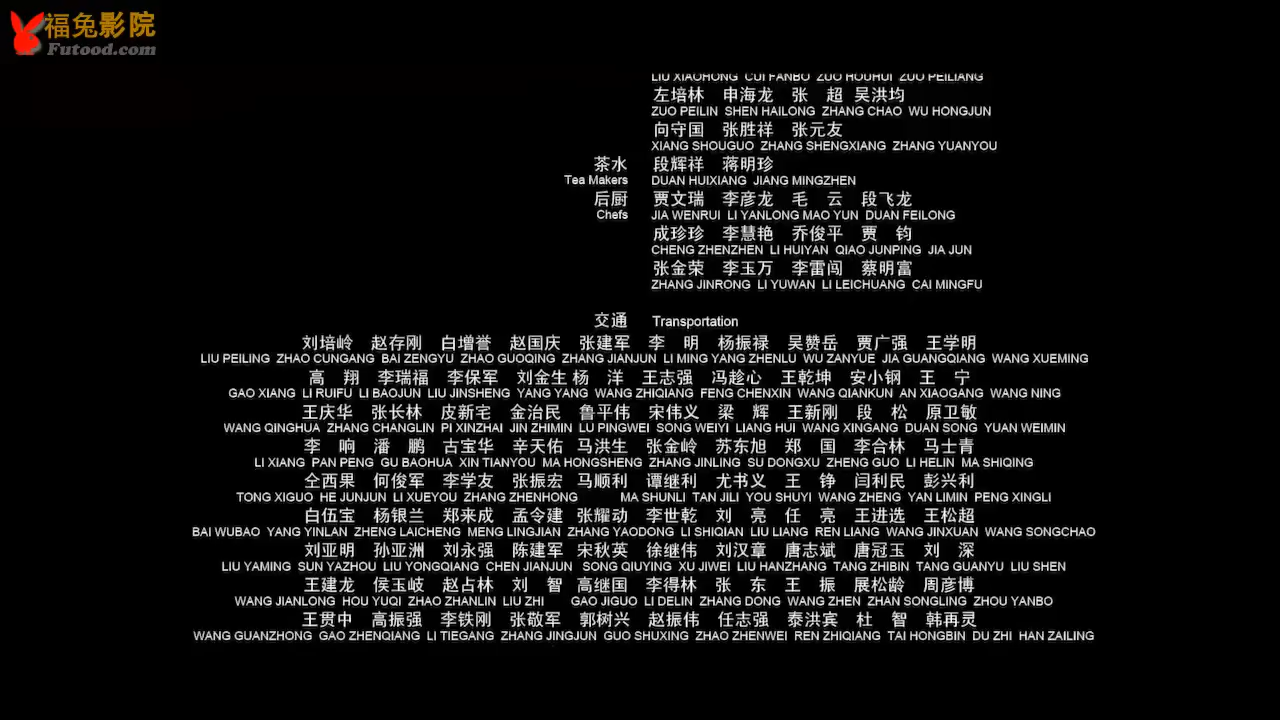 福兔影院
Futood.com
LIU XIAOHONG CUI FANBO ZUO HOUHUI ZUO PEILIANG
左培林 申海龙 张 超 吴洪均
ZUO PEILIN SHEN HAILONG ZHANG CHAO WU HONGJUN
向守国 张胜祥 张元友
XIANG SHOUGUO ZHANG SHENGXIANG ZHANG YUANYOU
茶水 段辉祥 蒋明珍
Tea Makers DUAN HUIXIANG JIANG MINGZHEN
后厨 贾文瑞 李彦龙 毛 云 段飞龙
Chefs JIA WENRUI LI YANLONG MAO YUN DUAN FEILONG
成珍珍 李慧艳 乔俊平 贾 钧
CHENG ZHENZHEN LI HUIYAN QIAO JUNPING JIA JUN
张金荣 李玉万 李雷闯 蔡明富
ZHANG JINRONG LI YUWAN LI LEICHUANG CAI MINGFU
交通 Transportation
刘培岭 赵存刚 白增誉 赵国庆 张建军 李 明 杨振禄 吴赞岳 贾广强 王学明
LIU PEILING ZHAO CUNGANG BAI ZENGYU ZHAO GUOQING ZHANG JIANJUN LI MING YANG ZHENLU WU ZANYUE JIA GUANGQIANG WANG XUEMING
高 翔 李瑞福 李保军 刘金生 杨 洋 王志强 冯趁心 王乾坤 安小钢 王 宁
GAO XIANG LI RUIFU LI BAOJUN LIU JINSHENG YANG YANG WANG ZHIQIANG FENG CHENXIN WANG QIANKUN AN XIAOGANG WANG NING
王庆华 张长林 皮新宅 金治民 鲁平伟 宋伟义 梁 辉 王新刚 段 松 原卫敏
WANG QINGHUA ZHANG CHANGLIN PI XINZHAI JIN ZHIMIN LU PINGWEI SONG WEIYI LIANG HUI WANG XINGANG DUAN SONG YUAN WEIMIN
李 响 潘 鹏 古宝华 辛天佑 马洪生 张金岭 苏东旭 郑 国 李合林 马士青
LI XIANG PAN PENG GU BAOHUA XIN TIANYOU MA HONGSHENG ZHANG JINLING SU DONGXU ZHENG GUO LI HELIN MA SHIQING
仝西果 何俊军 李学友 张振宏 马顺利 谭继利 尤书义 王 铮 闫利民 彭兴利
TONG XIGUO HE JUNJUN LI XUEYOU ZHANG ZHENHONG MA SHUNLI TAN JILI YOU SHUYI WANG ZHENG YAN LIMIN PENG XINGLI
白伍宝 杨银兰 郑来成 孟令建 张耀动 李世乾 刘 亮 任 亮 王进选 王松超
BAI WUBAO YANG YINLAN ZHENG LAICHENG MENG LINGJIAN ZHANG YAODONG LI SHIQIAN LIU LIANG REN LIANG WANG JINXUAN WANG SONGCHAO
刘亚明 孙亚洲 刘永强 陈建军 宋秋英 徐继伟 刘汉章 唐志斌 唐冠玉 刘 深
LIU YAMING SUN YAZHOU LIU YONGQIANG CHEN JIANJUN SONG QIUYING XU JIWEI LIU HANZHANG TANG ZHIBIN TANG GUANYU LIU SHEN
王建龙 侯玉岐 赵占林 刘 智 高继国 李得林 张 东 王 振 展松龄 周彦博
WANG JIANLONG HOU YUQI ZHAO ZHANLIN LIU ZHI GAO JIGUO LI DELIN ZHANG DONG WANG ZHEN ZHAN SONGLING ZHOU YANBO
王贯中 高振强 李铁刚 张敬军 郭树兴 赵振伟 任志强 泰洪宾 杜 智 韩再灵
WANG GUANZHONG GAO ZHENQIANG LI TIEGANG ZHANG JINGJUN GUO SHUXING ZHAO ZHENWEI REN ZHIQIANG TAI HONGBIN DU ZHI HAN ZAILING